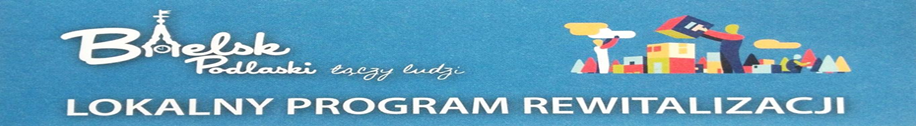 Bielsk
Podlaski łączy ludzi
LOKALNY PROGRAM REWITALIZACJI